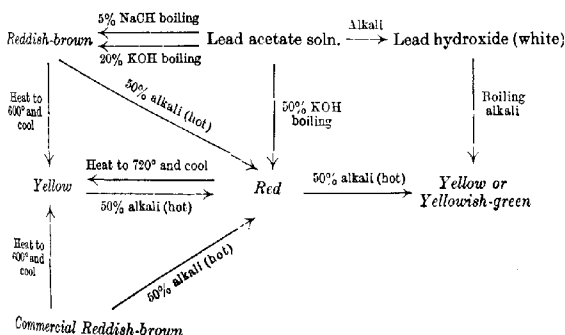 5% NaCH boiling
Reddish-brown
Lead acetate soln.
Alkali
Lead hydroxide (white)
20% KOH boiling
Heat to
600° and
cool
50% alkali (hot)
50% KOH
boiling
Boiling
alkali
Heat to 720° and cool
Yellow
Red
50% alkali (hot)
Yellow or
Yellowish-green
50% alkali (hot)
Heat to
600° and
cool
50% alkali (hot)
Commercial Reddish-brown